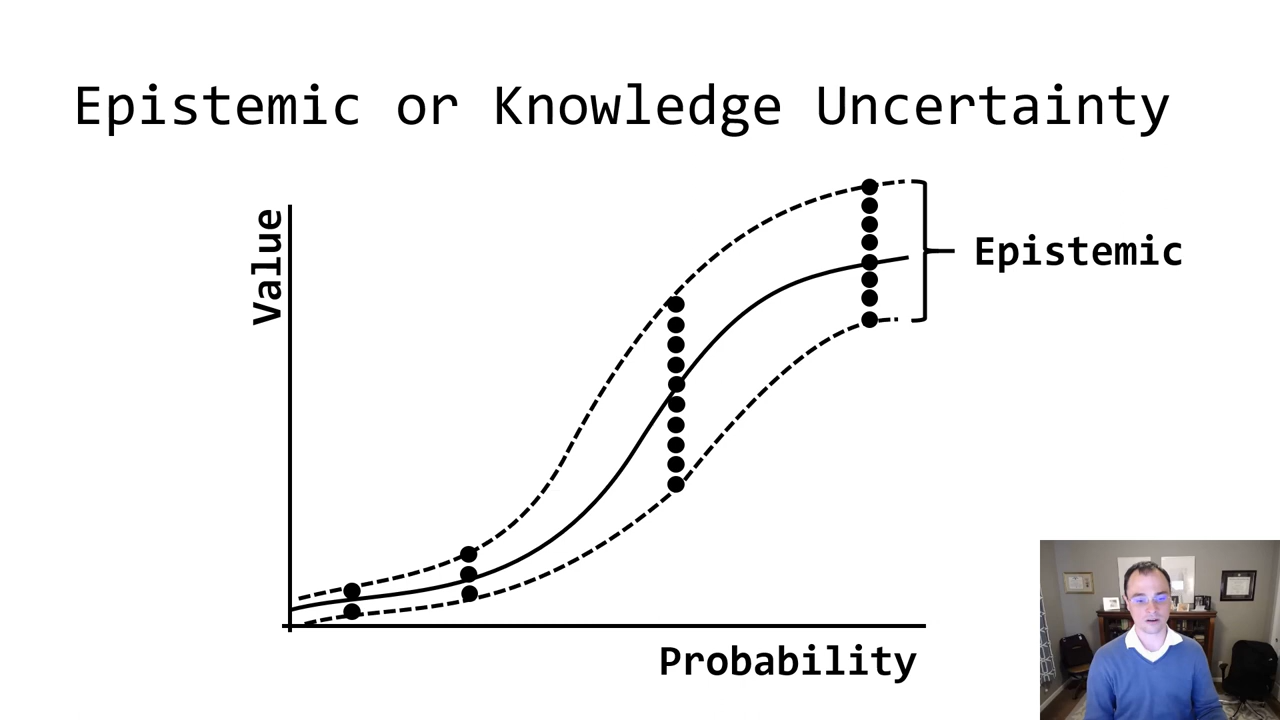 Epistemic or Knowledge Uncertainty
Value
Epistemic
Probability